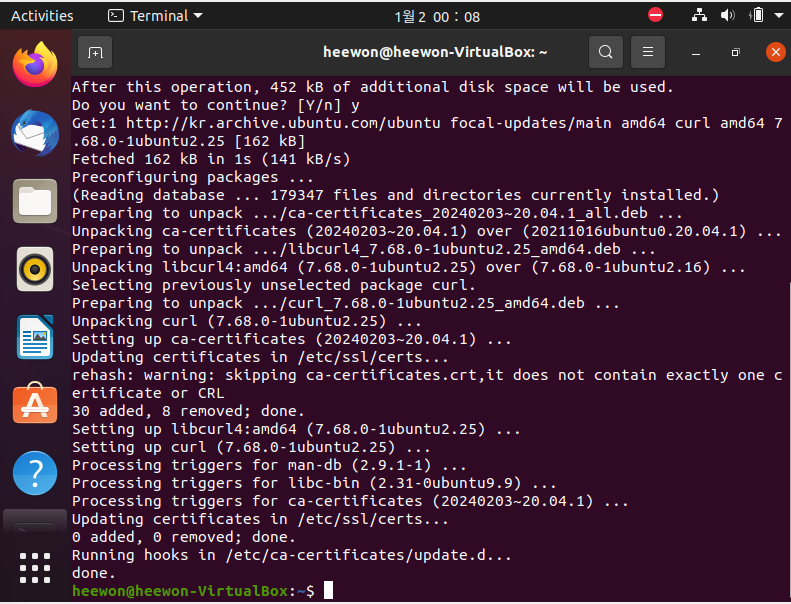 Activities
Terminal
1월 2 00 : 08
heewon@heewon-VirtualBox: ~
After this operation, 452 kB of additional disk space will be used.
Do you want to continue? [Y/n] y
Get:1 http://kr.archive.ubuntu.com/ubuntu focal-updates/main amd64 curl amd64 7
.68.0-1ubuntu2.25 [162 kB]
Fetched 162 kB in 1s (141 kB/s)
Preconfiguring packages ...
(Reading database ... 179347 files and directories currently installed.)
Preparing to unpack .../ca-certificates_20240203~20.04.1_all.deb ...
Unpacking ca-certificates (20240203~20.04.1) over (20211016ubuntu0.20.04.1) ...
Preparing to unpack .../libcurl4_7.68.0-1ubuntu2.25_amd64.deb ...
Unpacking libcurl4:amd64 (7.68.0-1ubuntu2.25) over (7.68.0-1ubuntu2.16) ...
Selecting previously unselected package curl.
Preparing to unpack .../curl_7.68.0-1ubuntu2.25_amd64.deb ...
Unpacking curl (7.68.0-1ubuntu2.25) ...
Setting up ca-certificates (20240203~20.04.1) ...
Updating certificates in /etc/ssl/certs...
rehash: warning: skipping ca-certificates.crt,it does not contain exactly one c
ertificate or CRL
30 added, 8 removed; done.
Setting up libcurl4:amd64 (7.68.0-1ubuntu2.25) ...
Setting up curl (7.68.0-1ubuntu2.25) ...
Processing triggers for man-db (2.9.1-1) ...
Processing triggers for libc-bin (2.31-0ubuntu9.9) ...
Processing triggers for ca-certificates (20240203~20.04.1) ...
Updating certificates in /etc/ssl/certs...
0 added, 0 removed; done.
Running hooks in /etc/ca-certificates/update.d...
done.
heewon@heewon-VirtualBox:~$